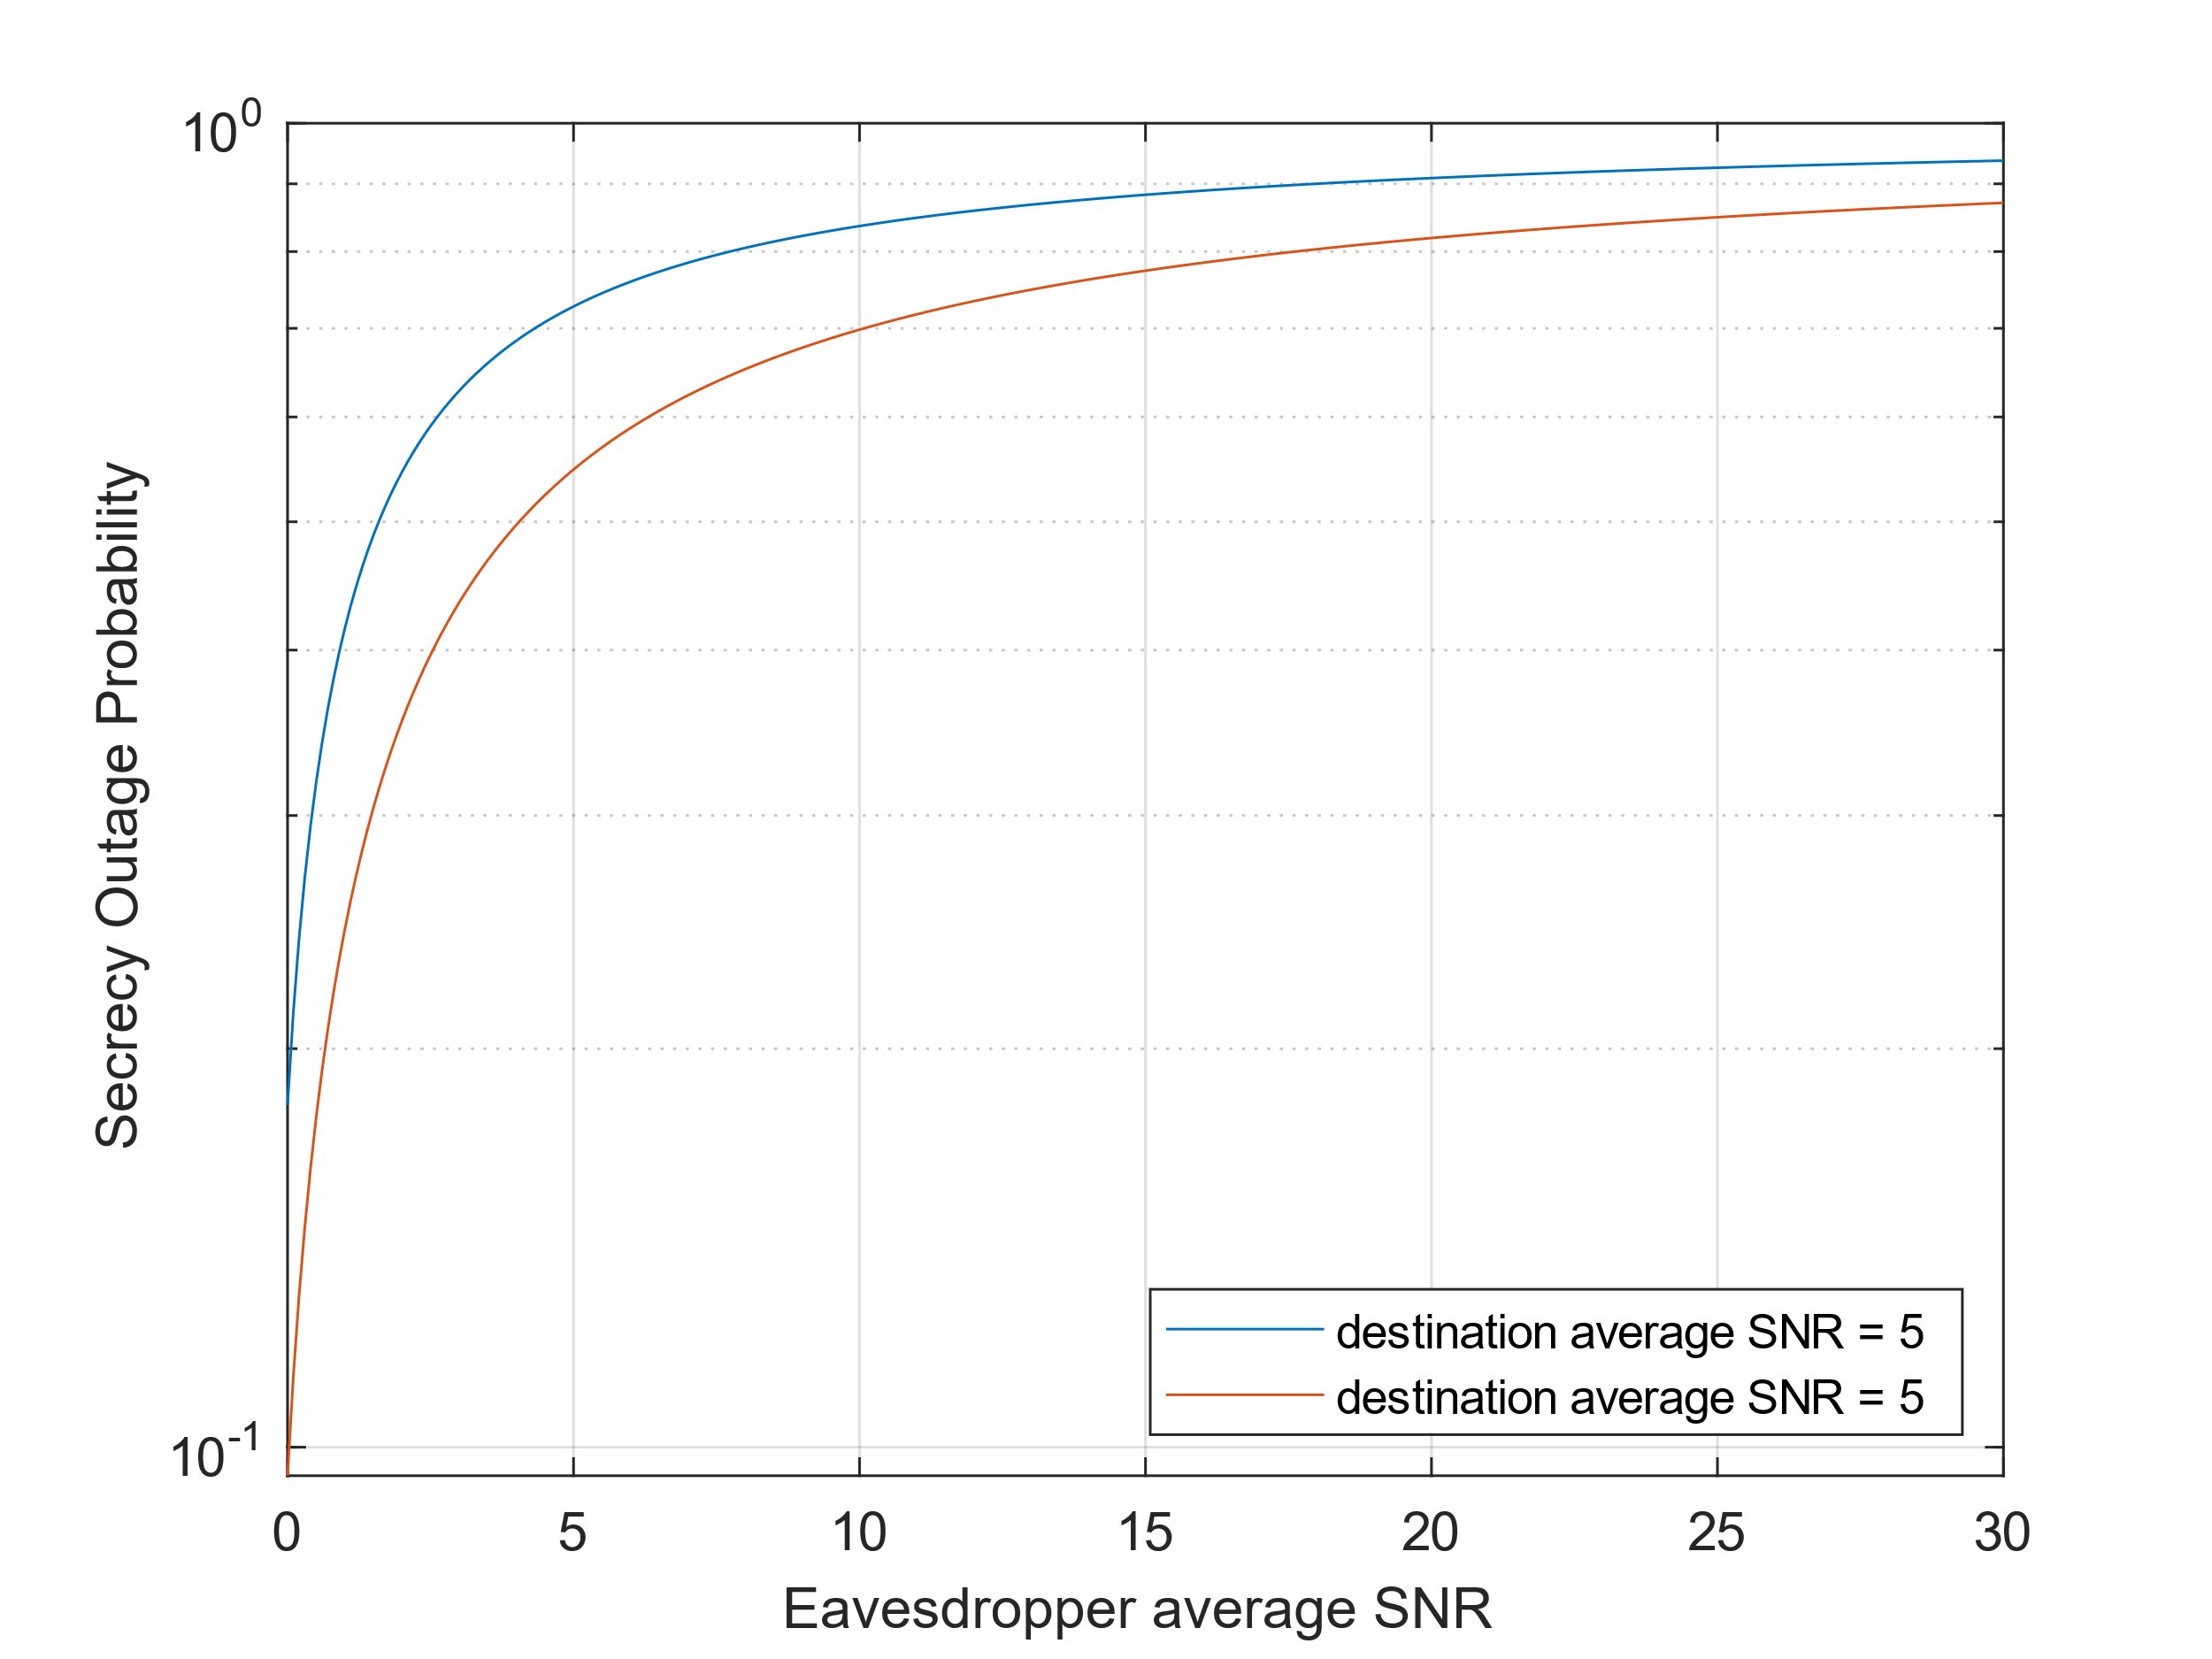 10^0
Secrecy Outage Probability
destination average SNR = 5
destination average SNR = 5
10^-1
0 5 10 15 20 25 30
Eavesdropper average SNR